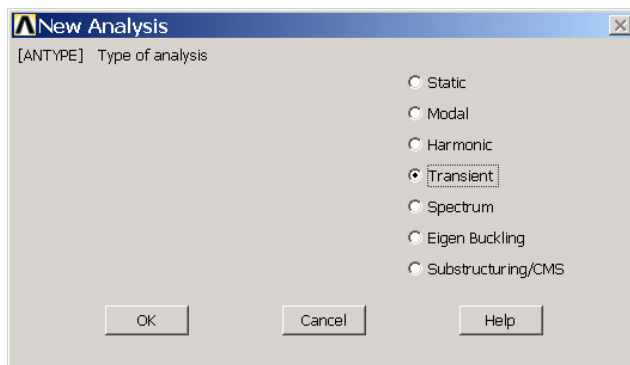 New Analysis
[ANTYPE] Type of analysis
Static
Modal
Harmonic
Transient
Spectrum
Eigen Buckling
Substructuring/CMS
OK Cancel Help